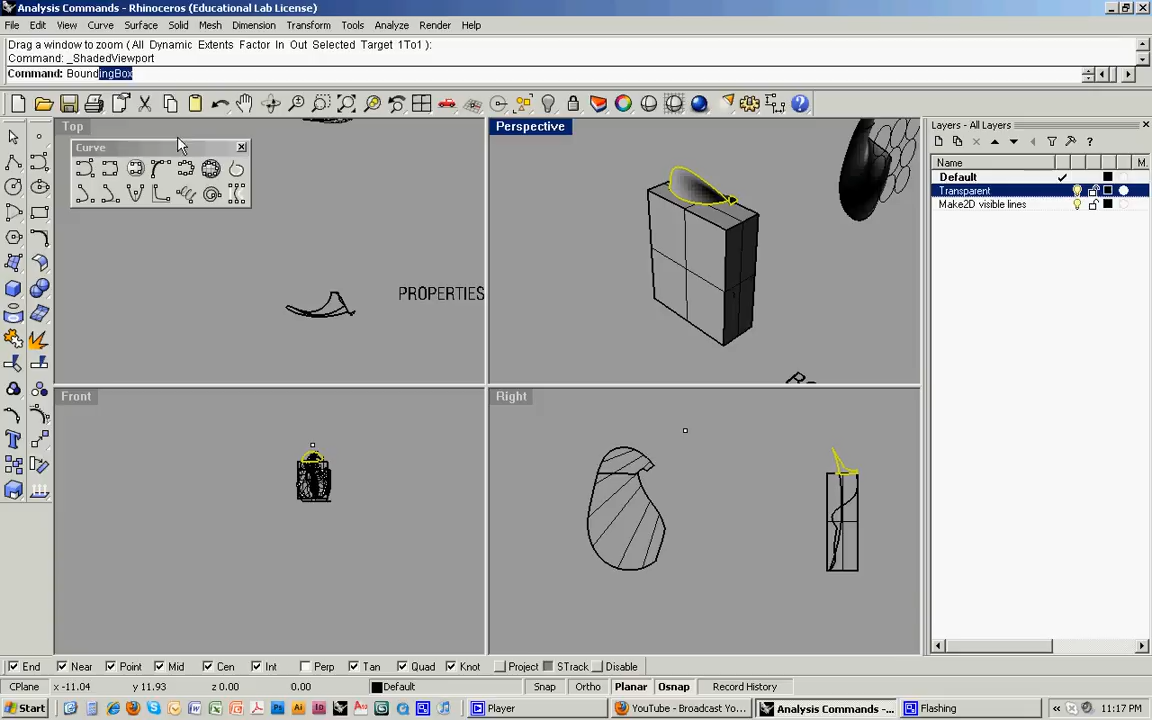 Analysis Commands - Rhinoceros (Educational Lab License)
File Edit View Curve Surface Solid Mesh Dimension Transform Tools Analyze Render Help
Drag a window to zoom ( All Dynamic Extents Factor In Out Selected Target 1To1 ):
Command: _ShadedViewport
Command: BoundingBox
Top
Curve
PROPERTIES
Perspective
Layers - All Layers
Name M.
Default
Transparent
Make2D visible lines
Front
Right
End Near Point Mid Cen Int Perp Tan Quad Knot Project STrack Disable
CPlane x -11.04 y 11.93 z 0.00 0.00 Default Snap Ortho Planar Osnap Record History
Start Player YouTube - Broadcast Yo... Analysis Commands -... Flashing 11:17 PM